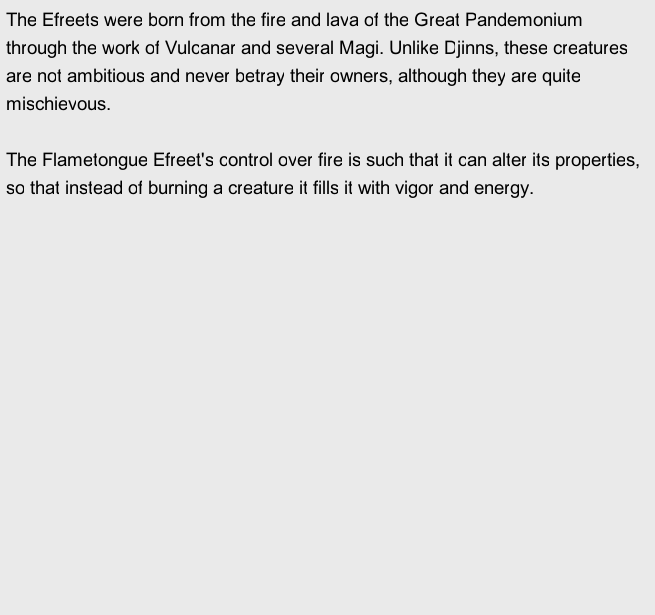 The Efreets were born from the fire and lava of the Great Pandemonium
through the work of Vulcanar and several Magi. Unlike Djinns, these creatures
are not ambitious and never betray their owners, although they are quite
mischievous.

The Flametongue Efreet's control over fire is such that it can alter its properties,
so that instead of burning a creature it fills it with vigor and energy.